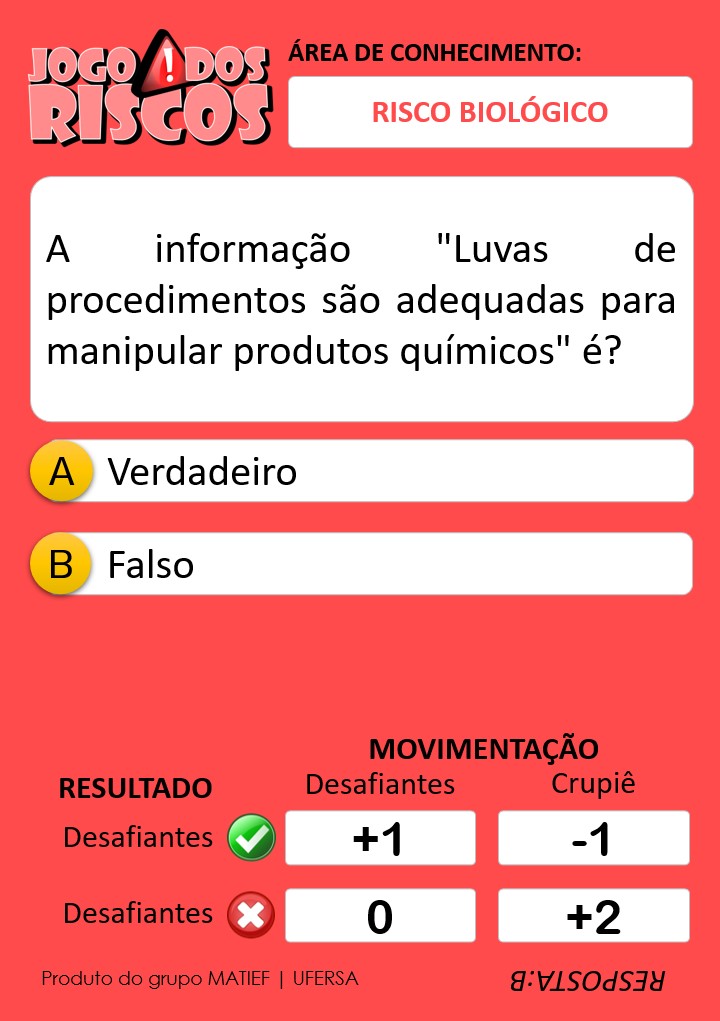 JOGO DOS
RISCOS
ÁREA DE CONHECIMENTO:
RISCO BIOLÓGICO
A informação "Luvas de
procedimentos são adequadas para
manipular produtos químicos" é?
A Verdadeiro
B Falso
MOVIMENTAÇÃO
RESULTADO Desafiantes Crupiê
Desafiantes +1 -1
Desafiantes 0 +2
Produto do grupo MATIEF | UFERSA
RESPOSTA:B